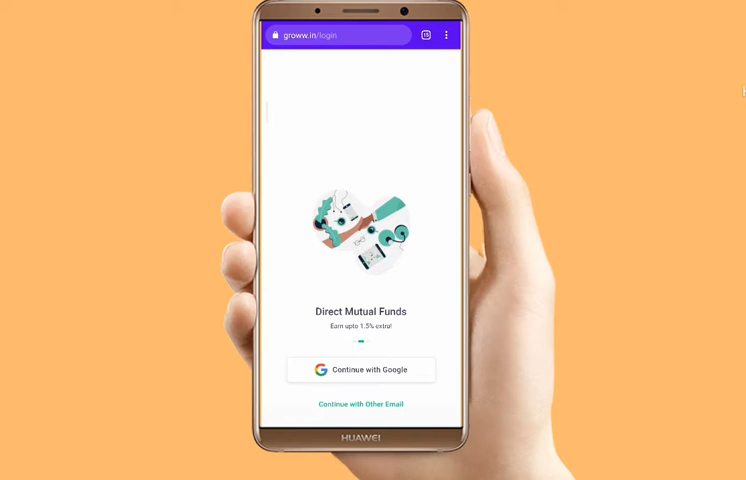 groww.in/login
15
Direct Mutual Funds
Earn upto 1.5% extra!
Continue with Google
Continue with Other Email
HUAWEI